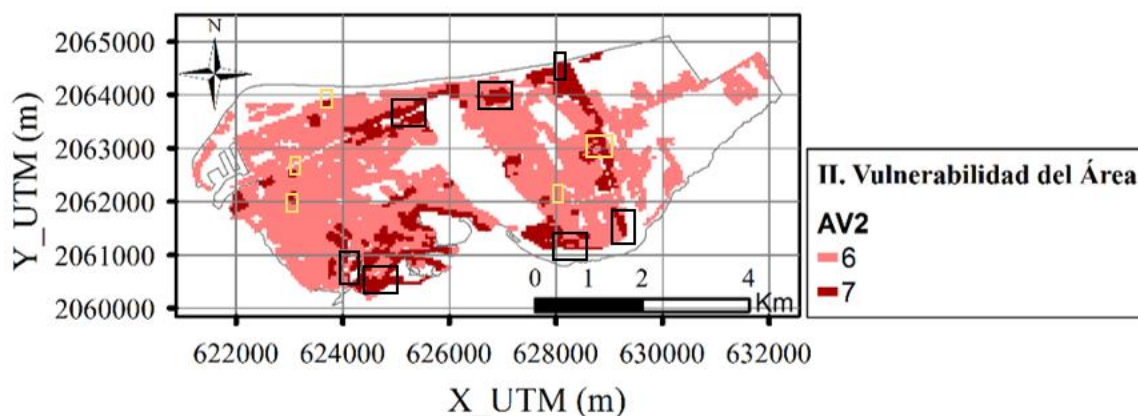 N
2065000
2064000
2063000
2062000
2061000
2060000
Y_UTM (m)
0 1 2 4
Km
622000 624000 626000 628000 630000 632000
X_UTM (m)
II. Vulnerabilidad del Área
AV2
6
7